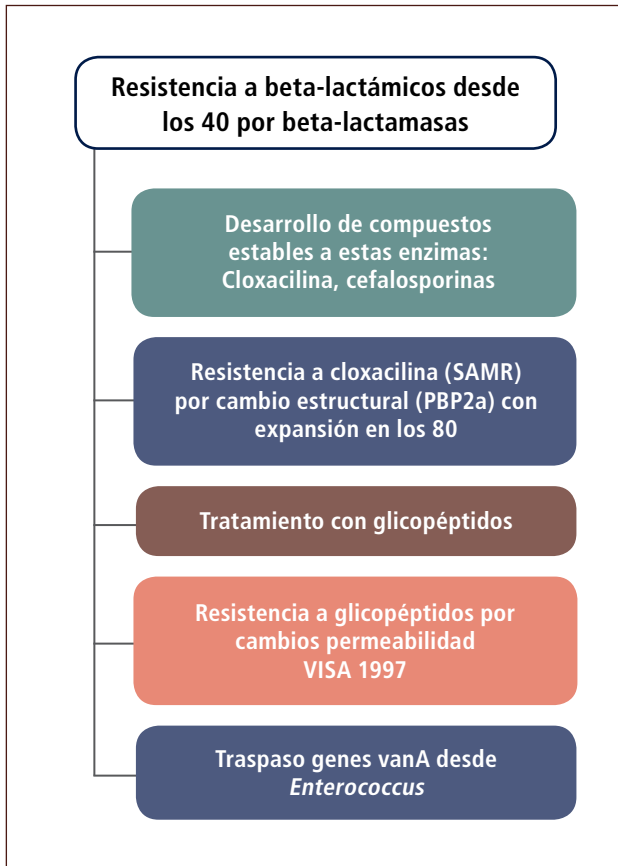 Resistencia a beta-lactámicos desde
los 40 por beta-lactamasas
Desarrollo de compuestos
estables a estas enzimas:
Cloxacilina, cefalosporinas
Resistencia a cloxacilina (SAMR)
por cambio estructural (PBP2a) con
expansión en los 80
Tratamiento con glicopéptidos
Resistencia a glicopéptidos por
cambios permeabilidad
VISA 1997
Traspaso genes vanA desde
Enterococcus